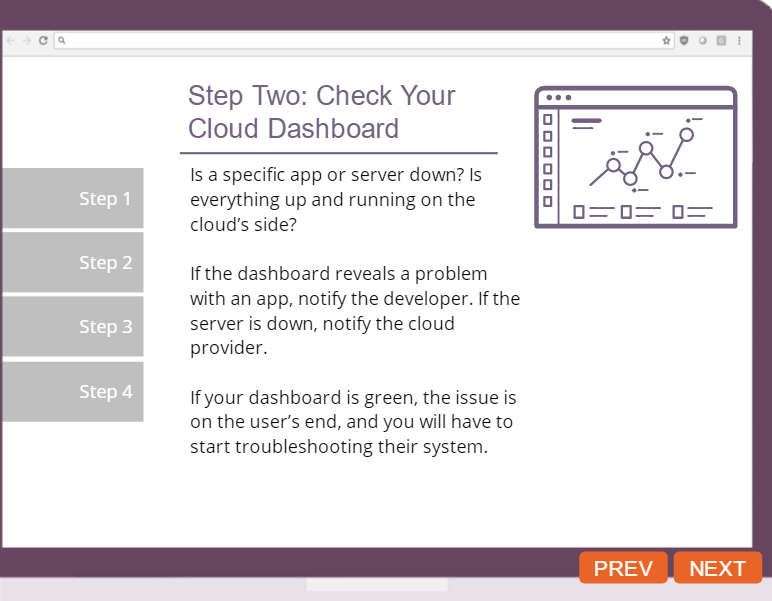 Step Two: Check Your
Cloud Dashboard
Is a specific app or server down? Is
everything up and running on the
cloud's side?
If the dashboard reveals a problem
with an app, notify the developer. If the
server is down, notify the cloud
provider.
If your dashboard is green, the issue is
on the user's end, and you will have to
start troubleshooting their system.
Step 1
Step 2
Step 3
Step 4
PREV
NEXT